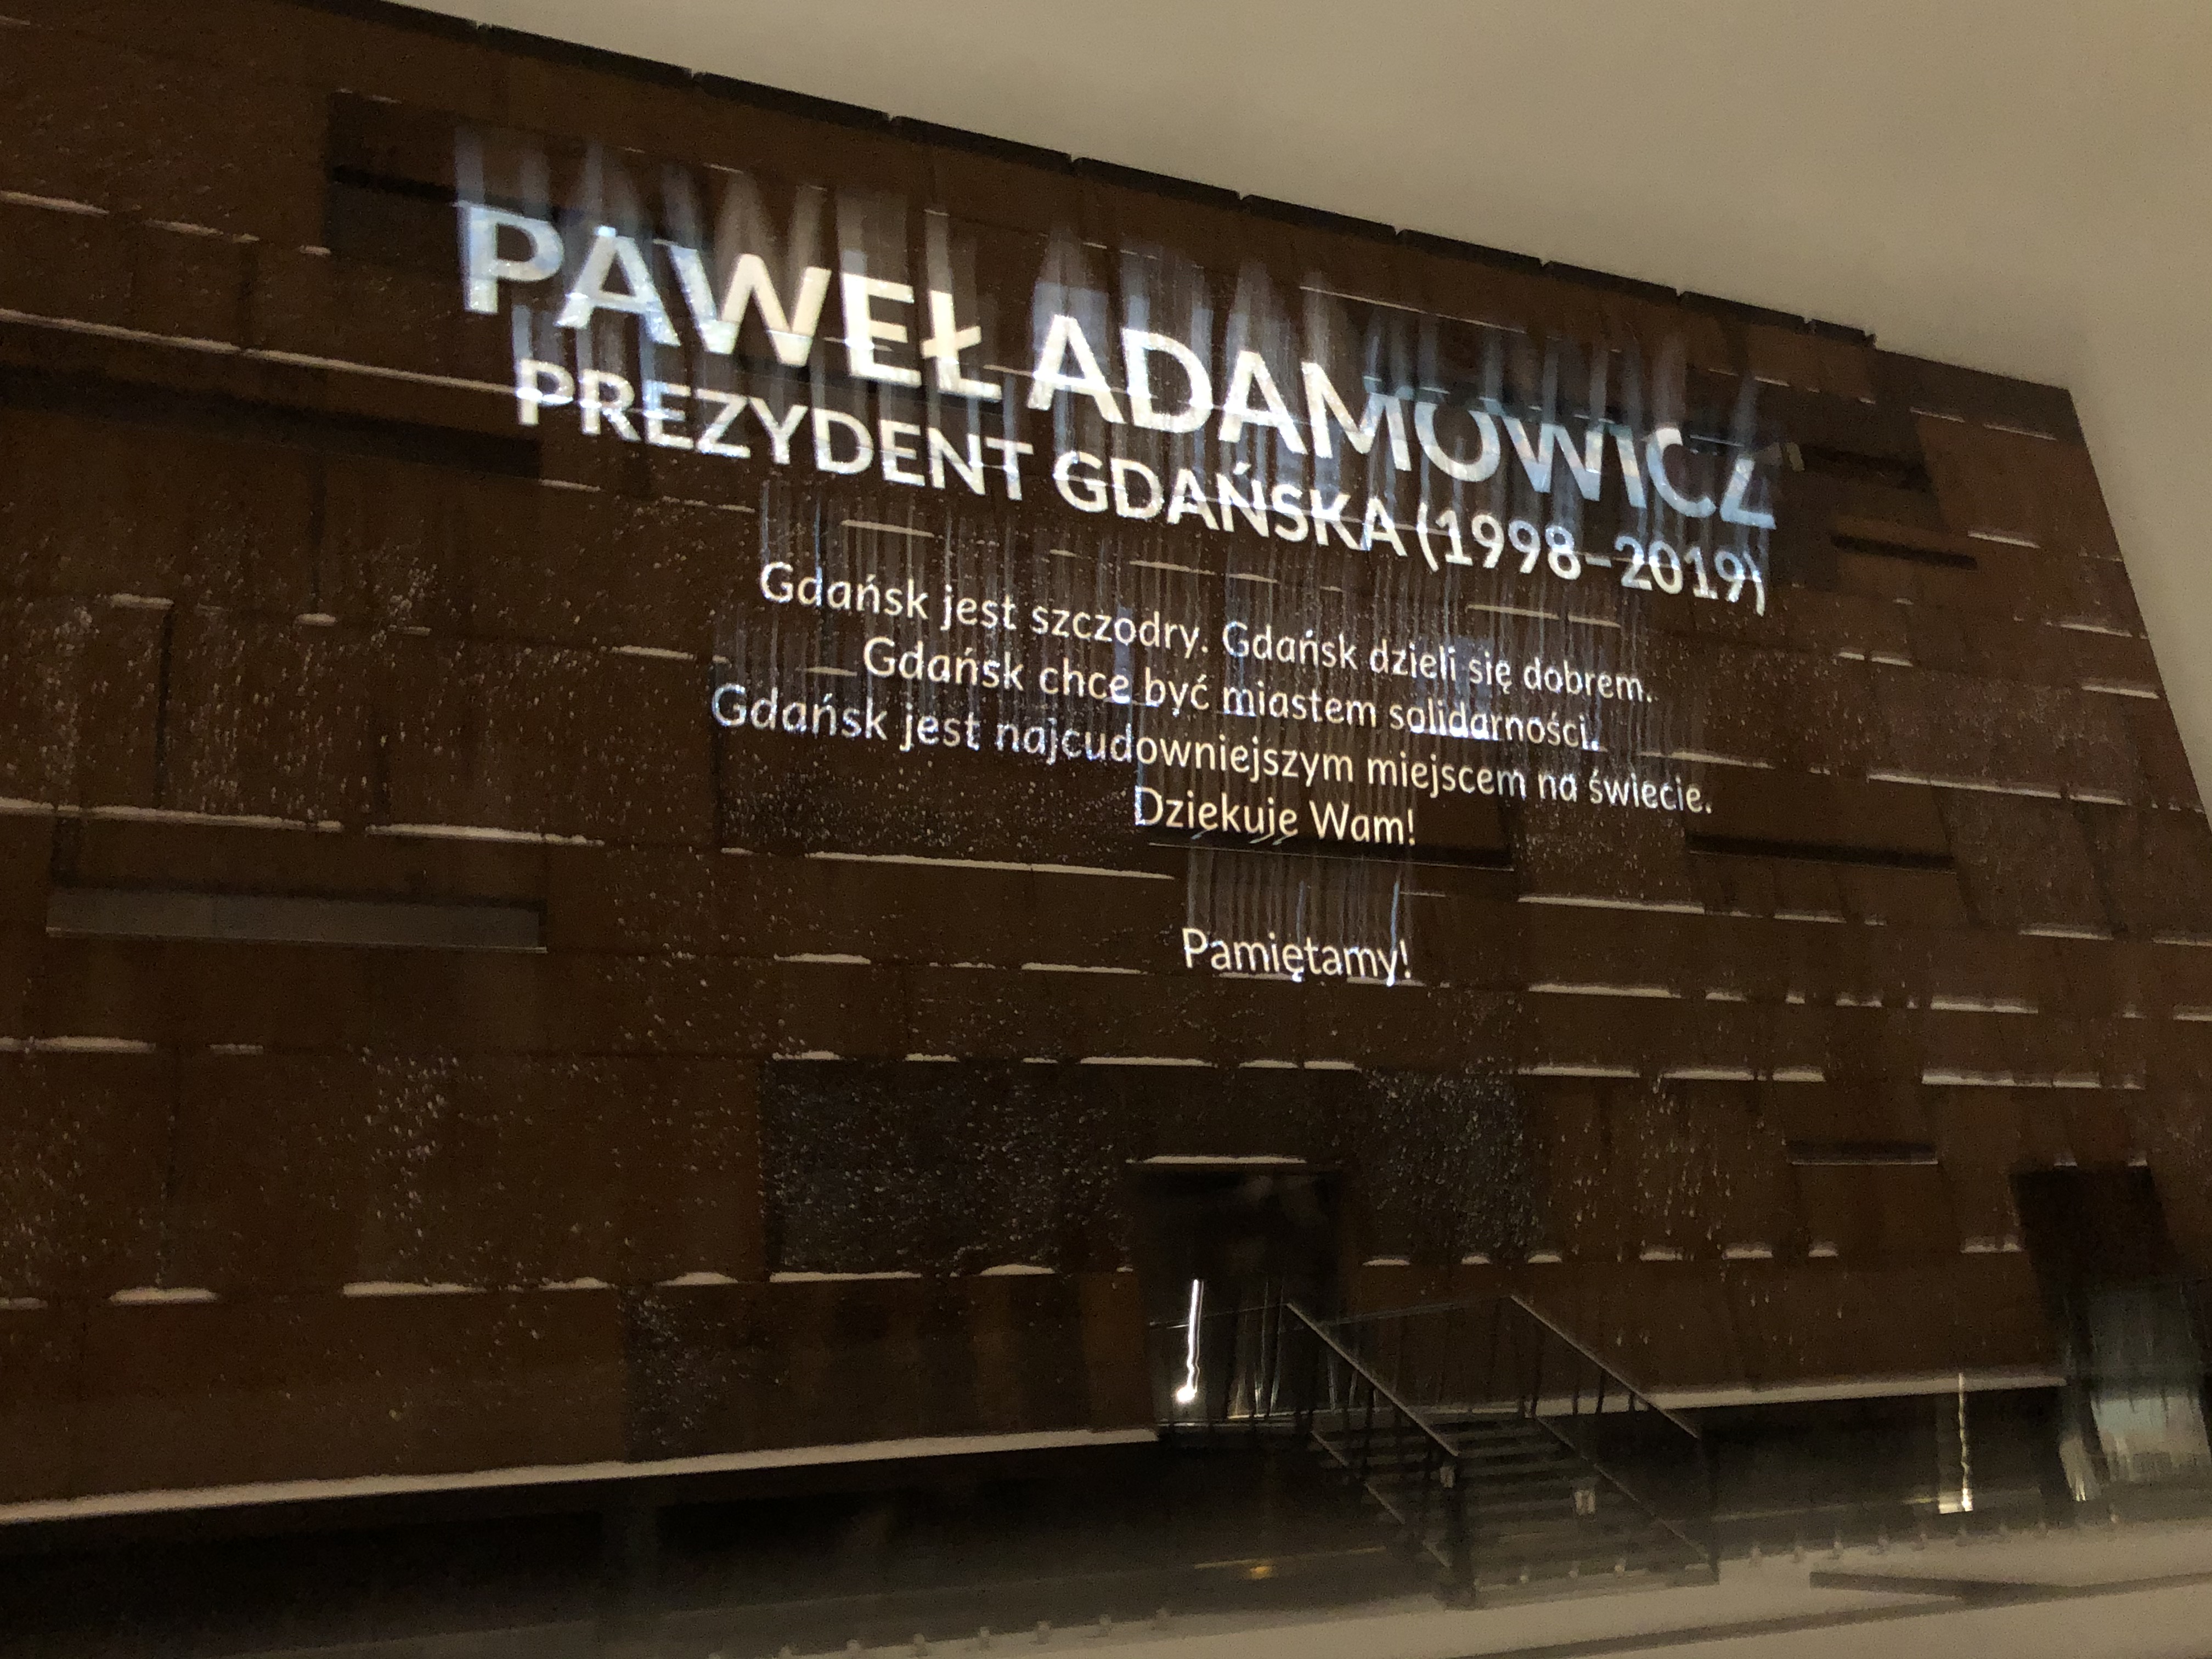 PAWEŁ ADAMOWICZ
PREZYDENT GDAŃSKA (1998–2019)
Gdańsk jest szczodry. Gdańsk dzieli się dobrem.
Gdańsk chce być miastem solidarności.
Gdańsk jest najcudowniejszym miejscem na świecie.
Dziękuję Wam!
Pamiętamy!